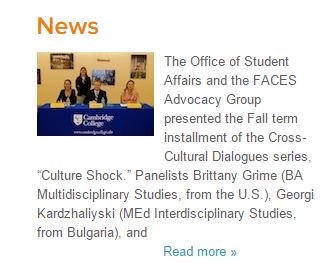 News
Cambridge
College
www.cambridgecollege.edu
The Office of Student
Affairs and the FACES
Advocacy Group
presented the Fall term
installment of the Cross-
Cultural Dialogues series,
“Culture Shock.” Panelists Brittany Grime (BA
Multidisciplinary Studies, from the U.S.), Georgi
Kardzhaliyski (MEd Interdisciplinary Studies,
from Bulgaria), and
Read more »